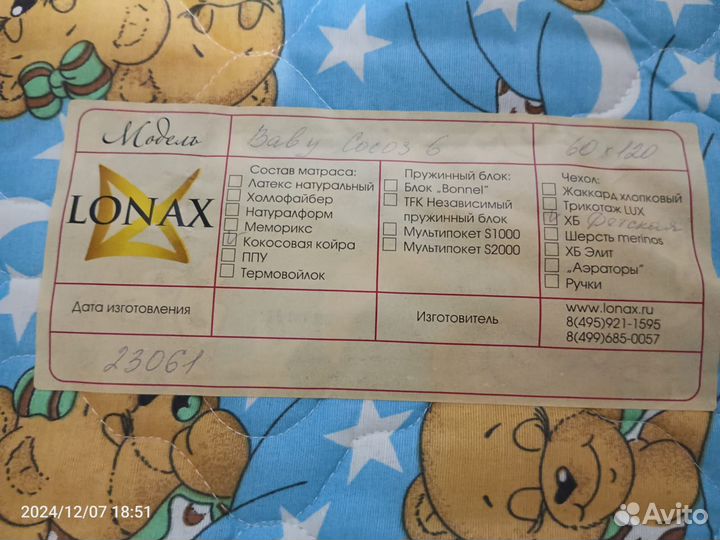 Модель
Baby Cocos 6
60 x 120
LONAX
Состав матраса:
Латекс натуральный
Холлофайбер
Натуралформ
Меморикс
Кокосовая койра
ППУ
Термовойлок
Пружинный блок:
Блок „Bonnel"
TFK Независимый
пружинный блок
Мультипокет S1000
Мультипокет S2000
Чехол:
Жаккард хлопковый
Трикотаж LUX
ХБ Детский
Шерсть merinos
ХБ Элит
„Аэраторы"
Ручки
Дата изготовления
Изготовитель
www.lonax.ru
8(495)921-1595
8(499)685-0057
23061
2024/12/07 18:51
Avito